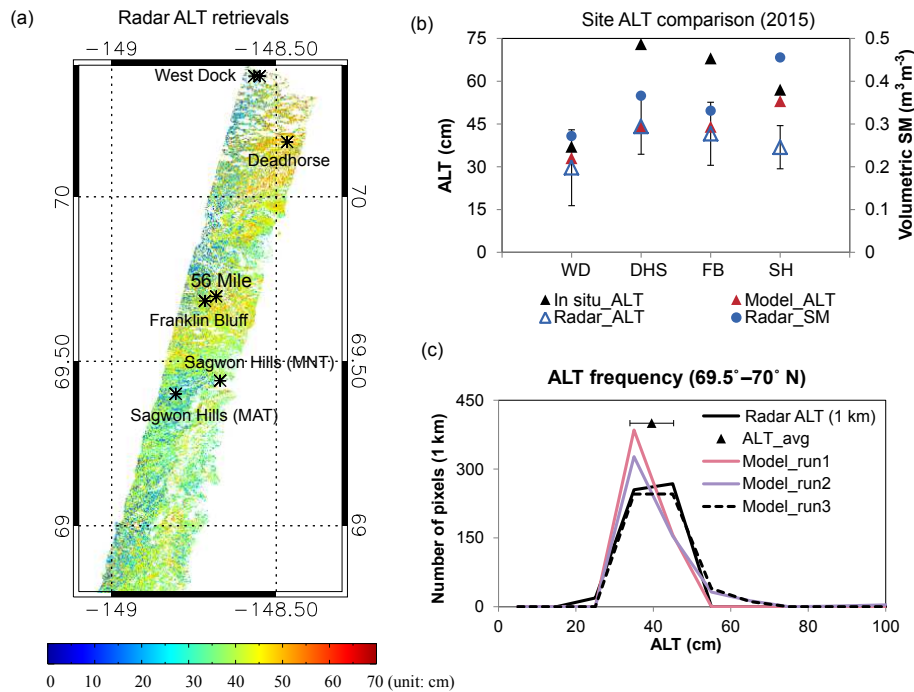 (a)
Radar ALT retrievals
−149
−148.50
West Dock
Deadhorse
70
70
56 Mile
Franklin Bluff
69.50
69.50
Sagwon Hills (MNT)
Sagwon Hills (MAT)
69
69
−149
−148.50
0 10 20 30 40 50 60 70 (unit: cm)
(b)
Site ALT comparison (2015)
75
60
45
30
15
0
ALT (cm)
0.5
0.4
0.3
0.2
0.1
0
Volumetric SM (m³ m⁻³)
WD DHS FB SH
In situ_ALT
Model_ALT
Radar_ALT
Radar_SM
(c)
ALT frequency (69.5˚–70˚ N)
450
300
150
0
Number of pixels (1 km)
Radar ALT (1 km)
ALT_avg
Model_run1
Model_run2
Model_run3
0 20 40 60 80 100
ALT (cm)